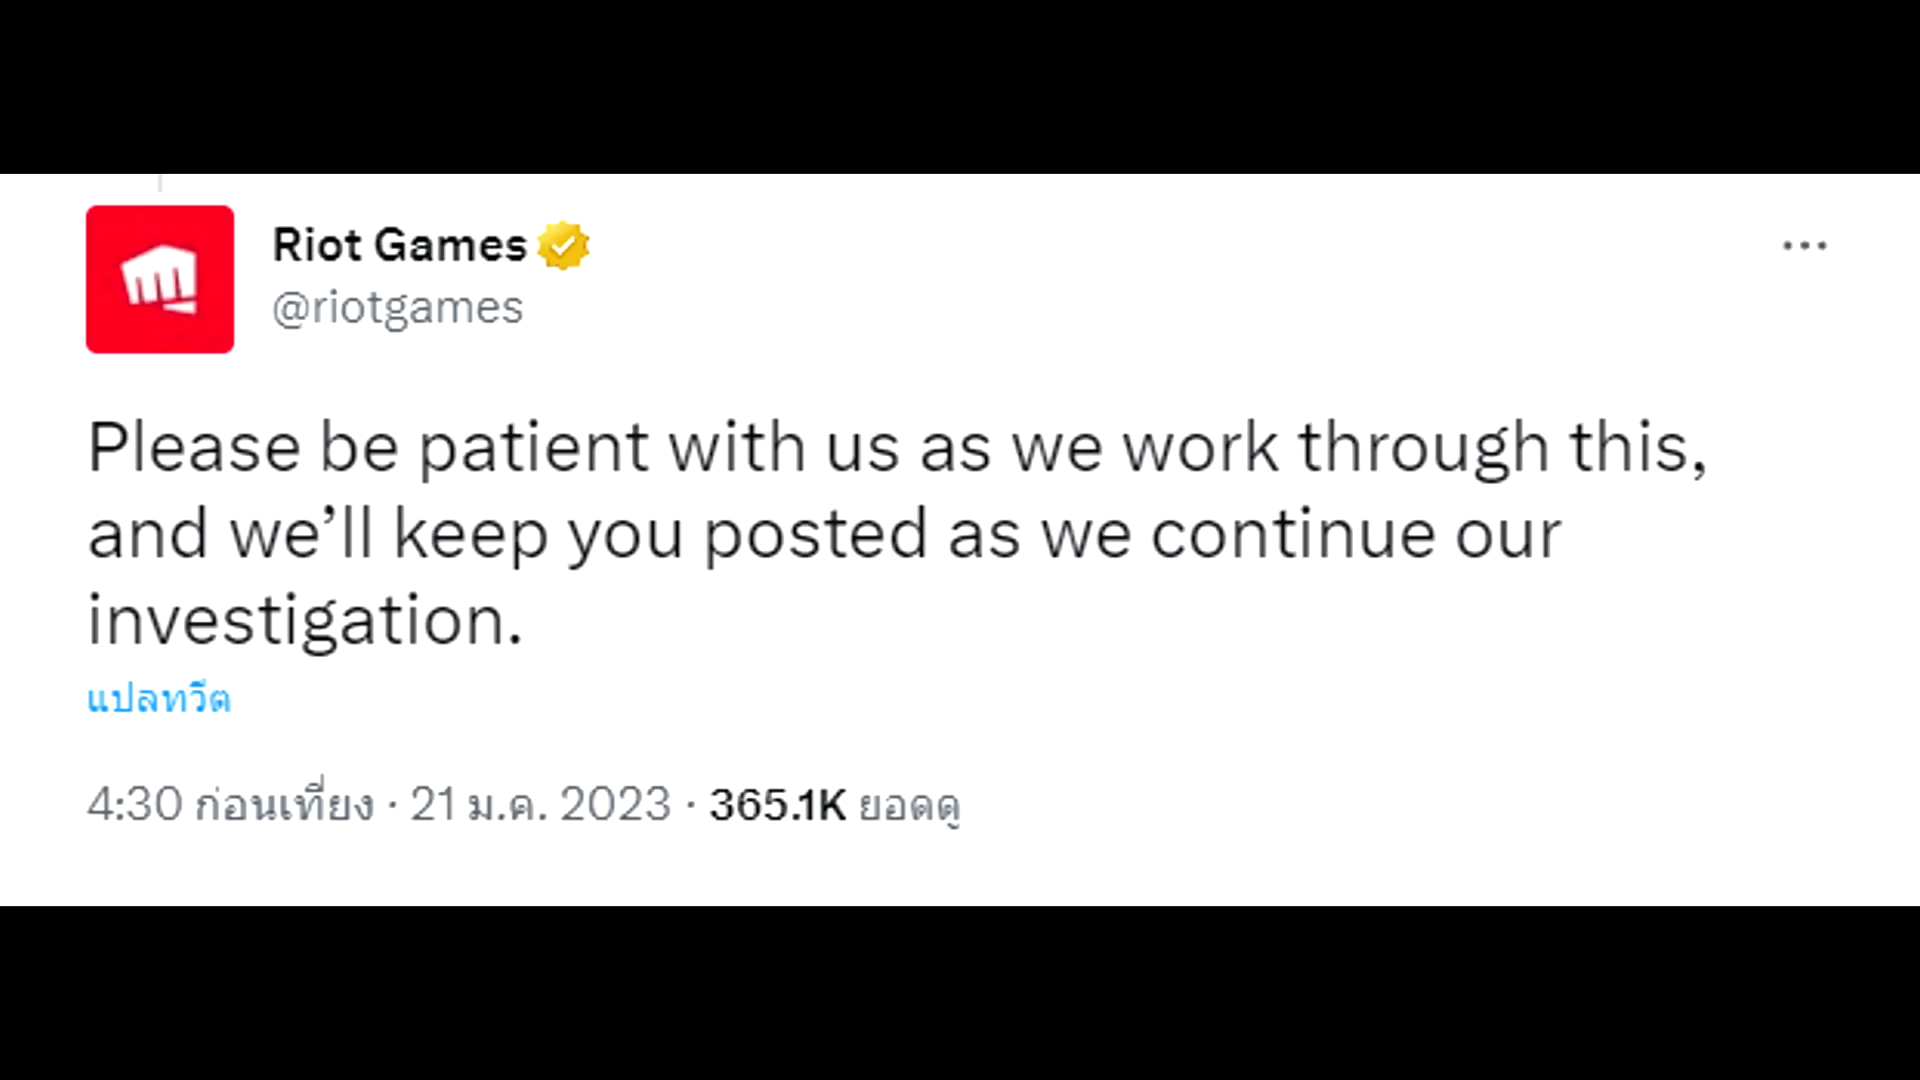 Riot Games
@riotgames
Please be patient with us as we work through this,
and we’ll keep you posted as we continue our
investigation.
แปลทวีต
4:30 ก่อนเที่ยง · 21 ม.ค. 2023 · 365.1K ยอดดู